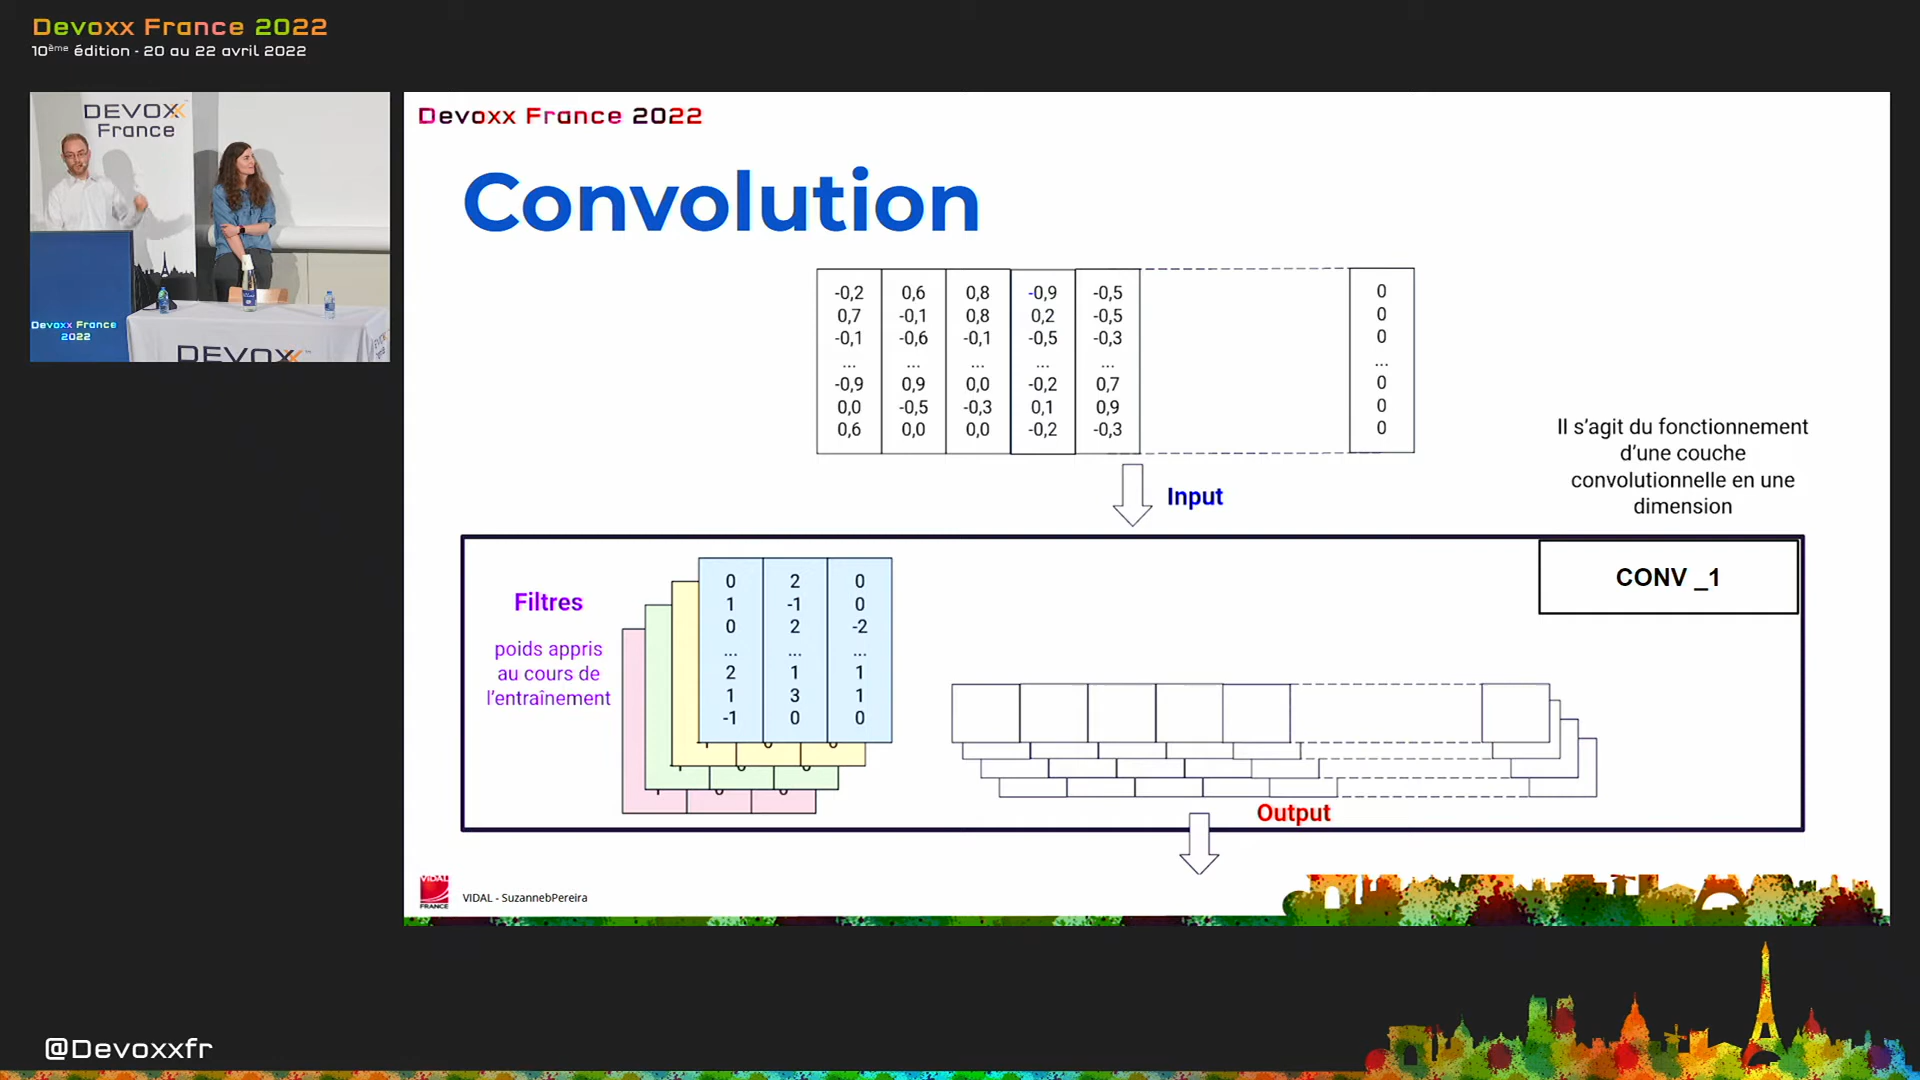 Devoxx France 2022
10ème édition - 20 au 22 avril 2022
DEVOXX
France
Devoxx France
2022
DEVOXX
Devoxx France 2022
Convolution
-0,2 0,6 0,8 -0,9 -0,5 0
0,7 -0,1 0,8 0,2 -0,5 0
-0,1 -0,6 -0,1 -0,5 -0,3 0
... ... ... ... ... ...
-0,9 0,9 0,0 -0,2 0,7 0
0,0 -0,5 -0,3 0,1 0,9 0
0,6 0,0 0,0 -0,2 -0,3 0
Input
Il s’agit du fonctionnement
d’une couche
convolutionnelle en une
dimension
CONV _1
Filtres
poids appris
au cours de
l’entraînement
0 2 0
1 -1 0
0 2 -2
... ... ...
2 1 1
1 3 1
-1 0 0
Output
VIDAL
FRANCE
VIDAL - SuzannebPereira
@Devoxxfr